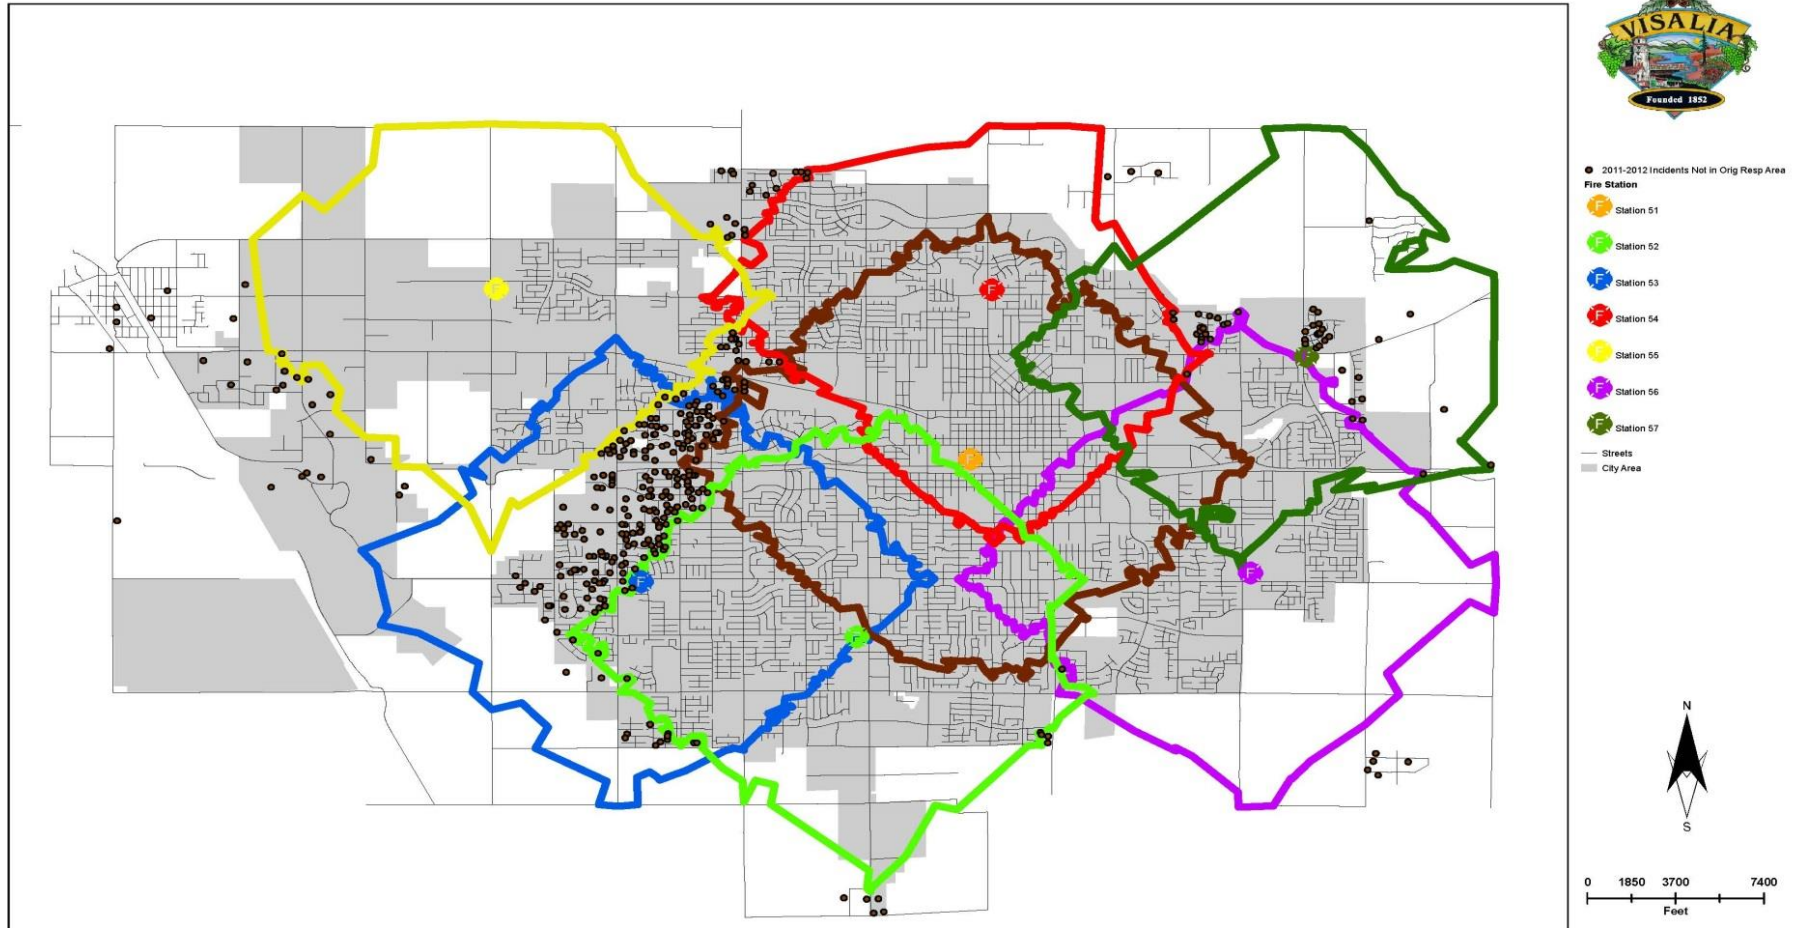 VISALIA
Founded 1852
2011-2012 Incidents Not in Orig Resp Area
Fire Station
F Station 51
F Station 52
F Station 53
F Station 54
F Station 55
F Station 56
F Station 57
Streets
City Area
F
F
F
F
F
F
F
N
S
0 1850 3700 7400
Feet